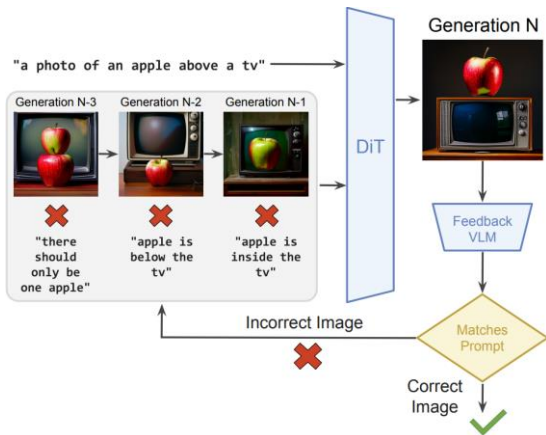 Generation N
"a photo of an apple above a tv"
Generation N-3
Generation N-2
Generation N-1
DiT
"there
should
only be
one apple"
"apple is
below the
tv"
"apple is
inside the
tv"
Feedback
VLM
Incorrect Image
Matches
Prompt
Correct
Image